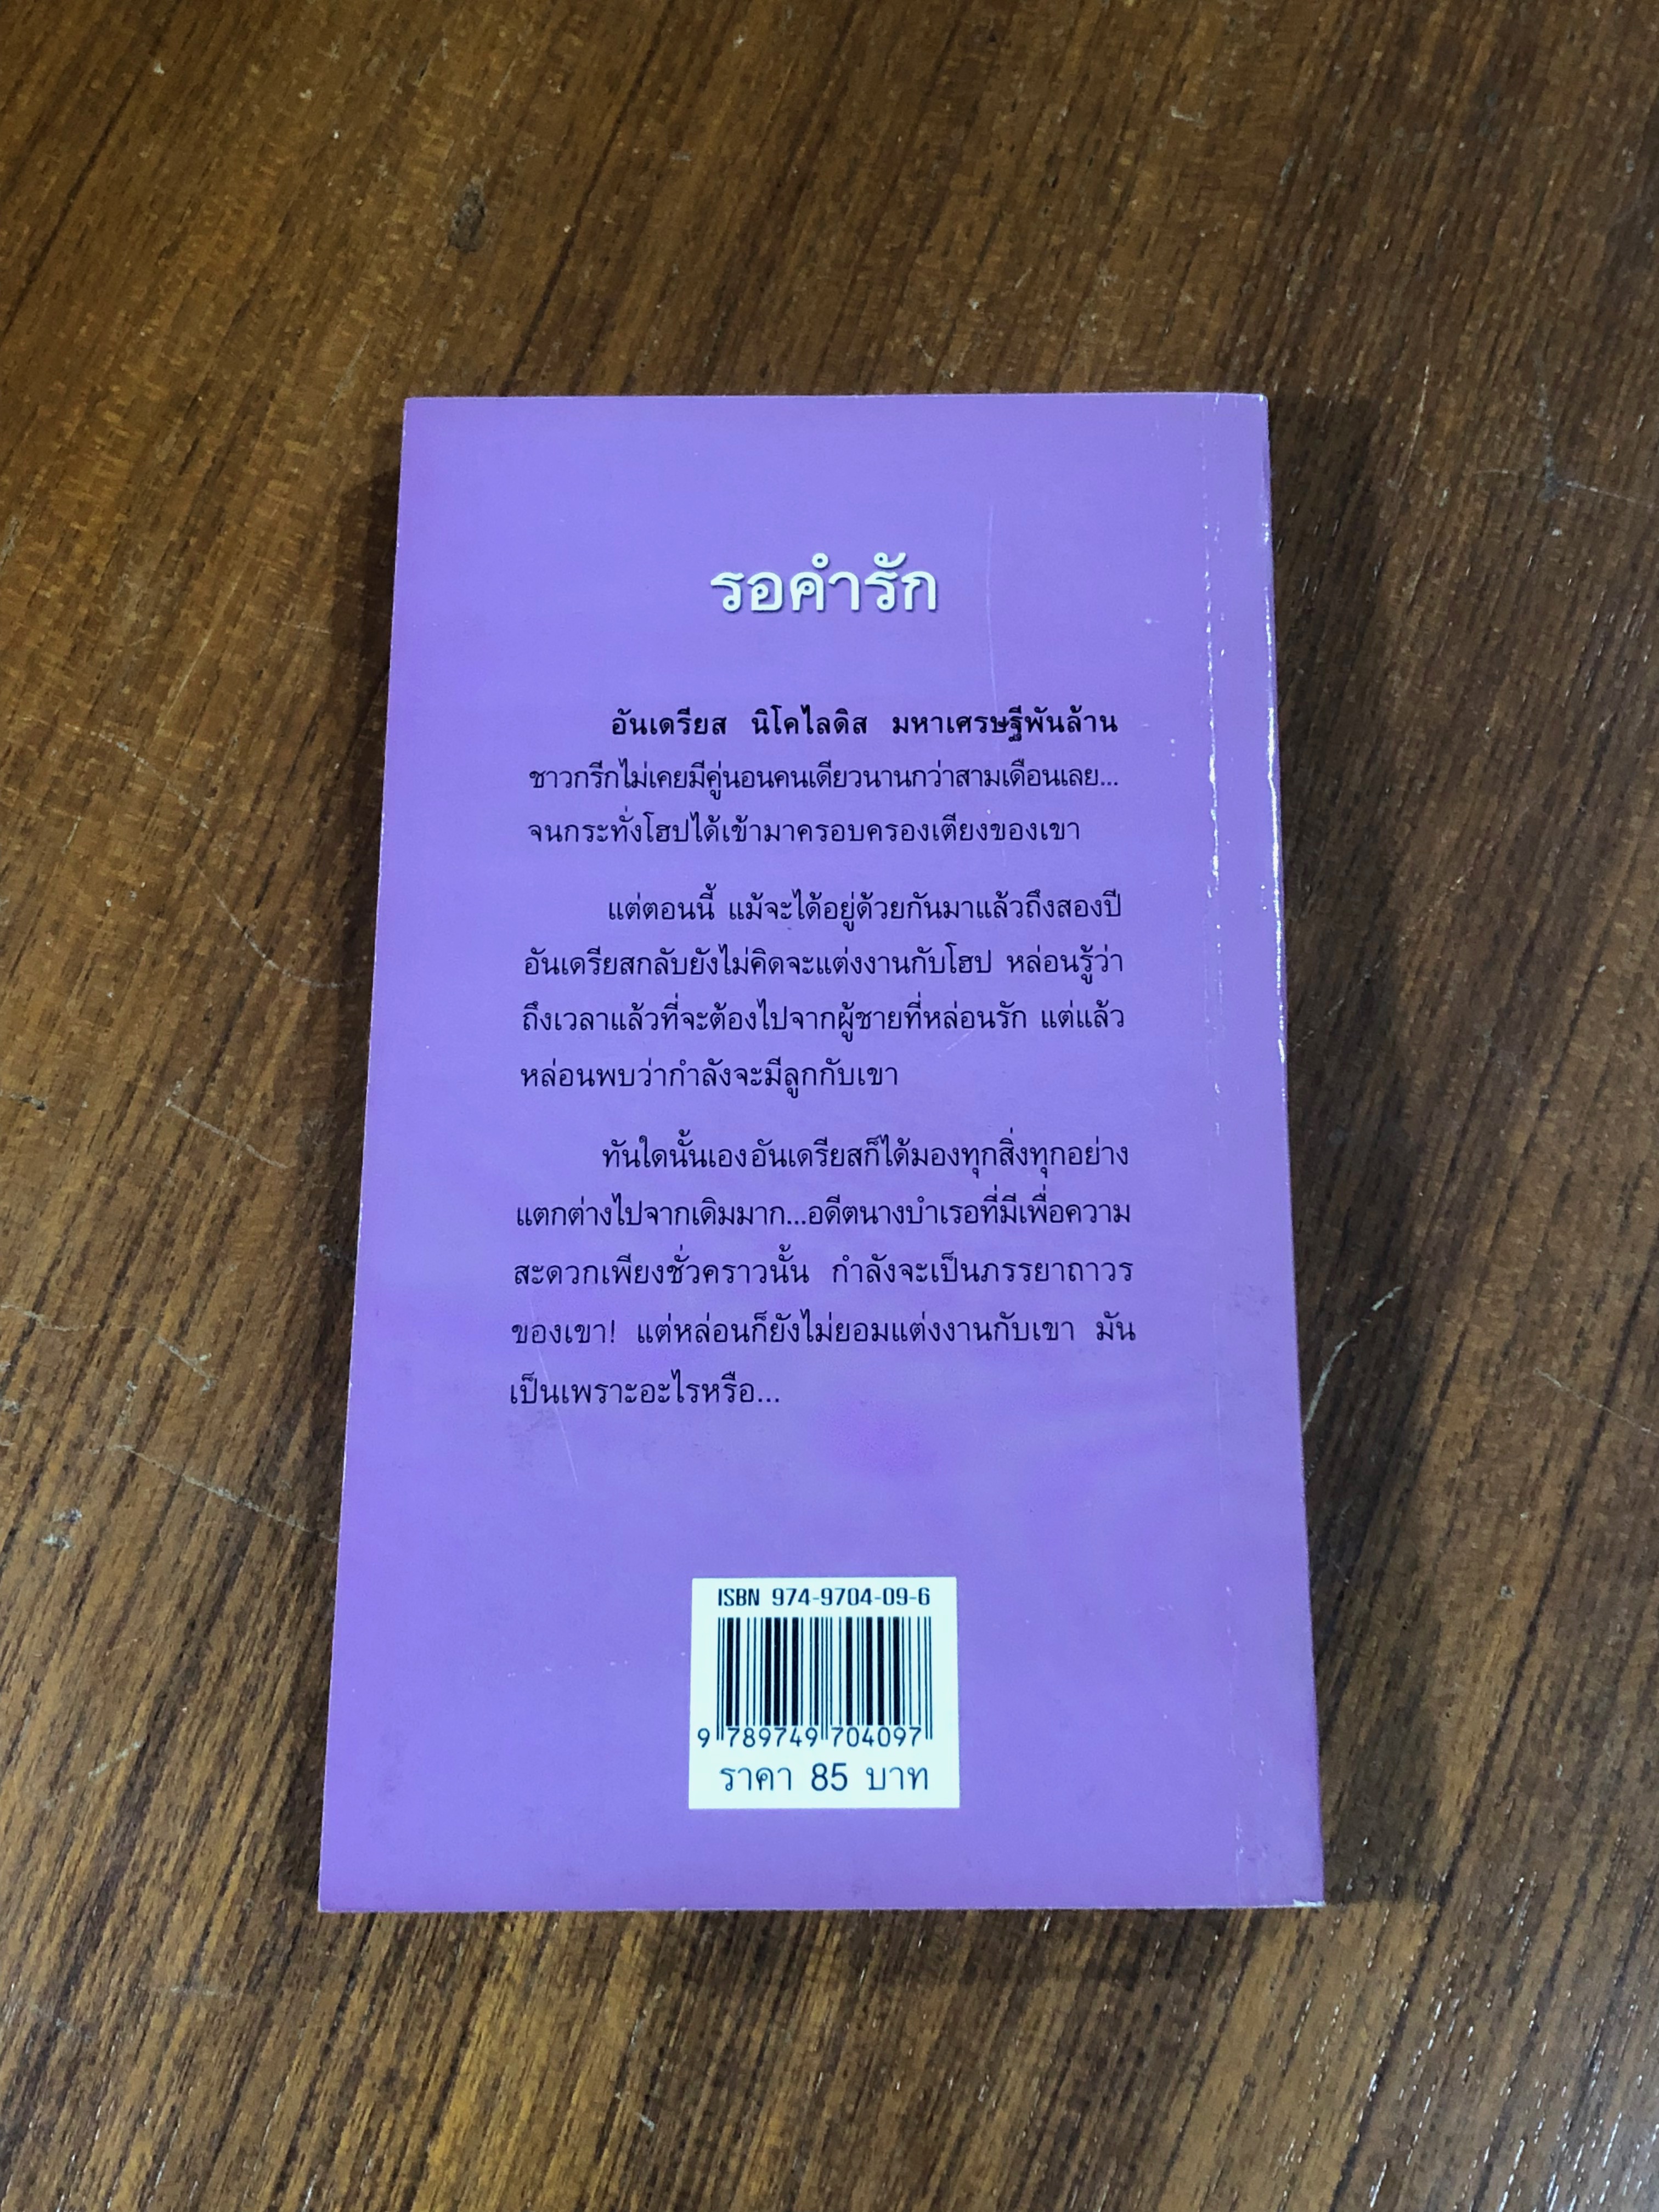 รอคำรัก
อันเดรียส นิโคไลดิส มหาเศรษฐีพันล้าน
ชาวกรีกไม่เคยมีคู่นอนคนเดียวนานกว่าสามเดือนเลย...
จนกระทั่งโฮปได้เข้ามาครอบครองเตียงของเขา
แต่ตอนนี้ แม้จะได้อยู่ด้วยกันมาแล้วถึงสองปี
อันเดรียสกลับยังไม่คิดจะแต่งงานกับโฮป หล่อนรู้ว่า
ถึงเวลาแล้วที่จะต้องไปจากผู้ชายที่หล่อนรัก แต่แล้ว
หล่อนพบว่ากำลังจะมีลูกกับเขา
ทันใดนั้นเองอันเดรียสก็ได้มองทุกสิ่งทุกอย่าง
แตกต่างไปจากเดิมมาก...อดีตนางบำเรอที่มีเพื่อความ
สะดวกเพียงชั่วคราวนั้น กำลังจะเป็นภรรยาถาวร
ของเขา! แต่หล่อนก็ยังไม่ยอมแต่งงานกับเขา มัน
เป็นเพราะอะไรหรือ...
ISBN 974-9704-09-6
9 789749 704097
ราคา 85 บาท